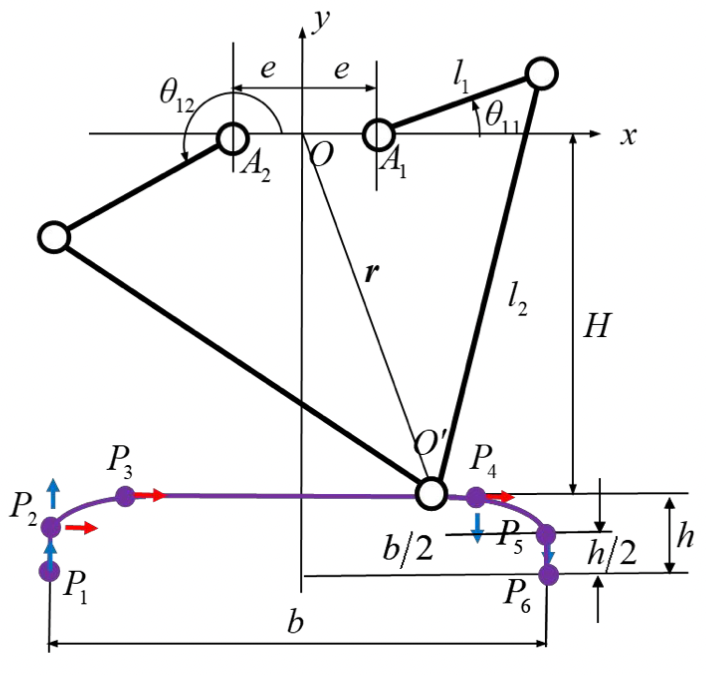 y
e e
l₁
θ₁₂
θ₁₁
x
A₂ O A₁
r
l₂
H
O′
P₃ P₄
P₂
b/2 P₅ h/2 h
P₁ P₆
b